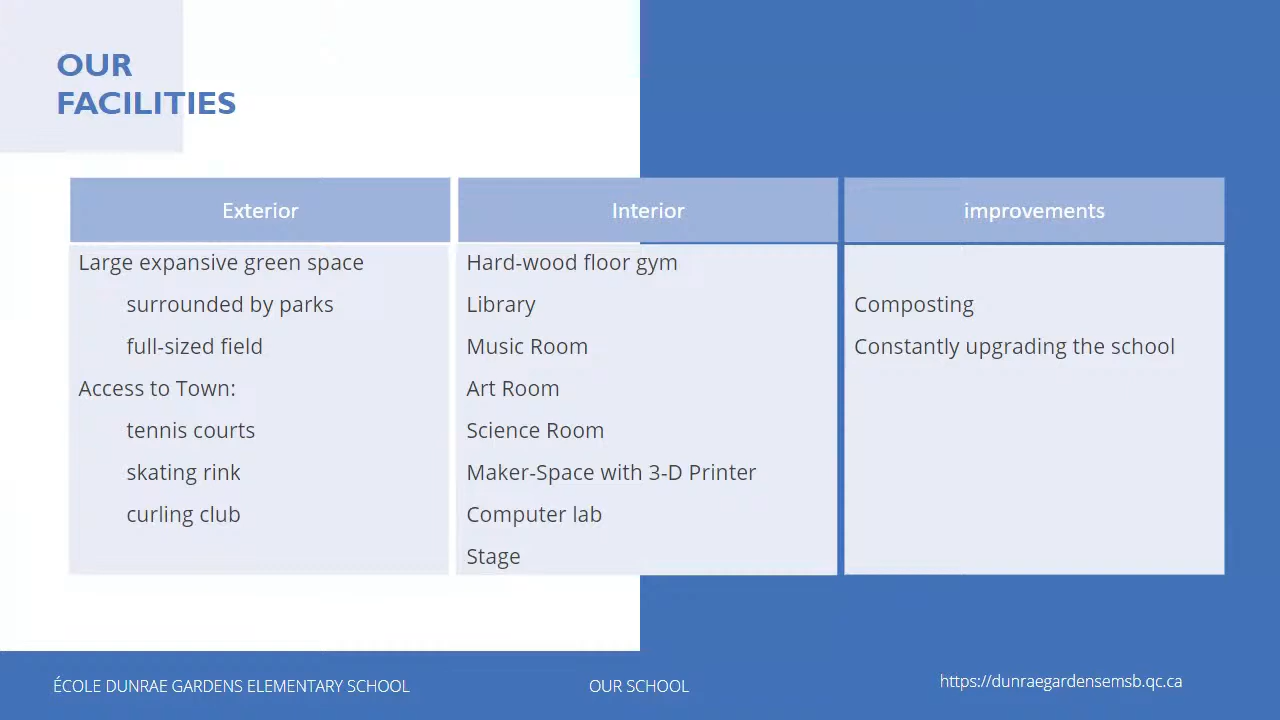 OUR
FACILITIES
Exterior
Large expansive green space
surrounded by parks
full-sized field
Access to Town:
tennis courts
skating rink
curling club
Interior
Hard-wood floor gym
Library
Music Room
Art Room
Science Room
Maker-Space with 3-D Printer
Computer lab
Stage
improvements
Composting
Constantly upgrading the school
ÉCOLE DUNRAE GARDENS ELEMENTARY SCHOOL
OUR SCHOOL
https://dunraegardensemsb.qc.ca